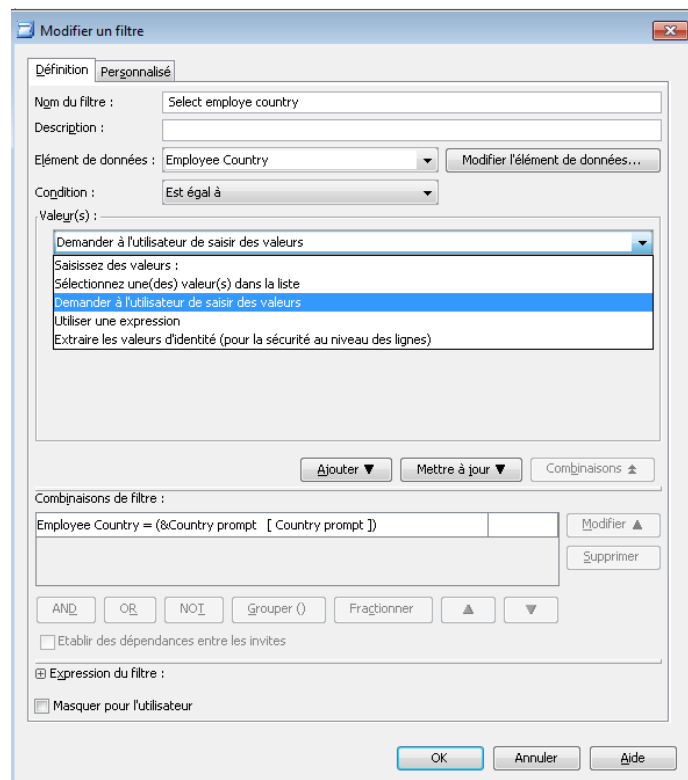 Modifier un filtre
Définition Personnalisé
Nom du filtre : Select employe country
Description :
Elément de données : Employee Country Modifier l'élément de données...
Condition : Est égal à
Valeur(s) :
Demander à l'utilisateur de saisir des valeurs
Saisissez des valeurs :
Sélectionnez une(des) valeur(s) dans la liste
Demander à l'utilisateur de saisir des valeurs
Utiliser une expression
Extraire les valeurs d'identité (pour la sécurité au niveau des lignes)
Ajouter ▼ Mettre à jour ▼ Combinaisons
Combinaisons de filtre :
Employee Country = (&Country prompt [ Country prompt ]) Modifier ▲
Supprimer
AND OR NOT Grouper () Fractionner ▲ ▼
Etablir des dépendances entre les invites
Expression du filtre :
Masquer pour l'utilisateur
OK Annuler Aide